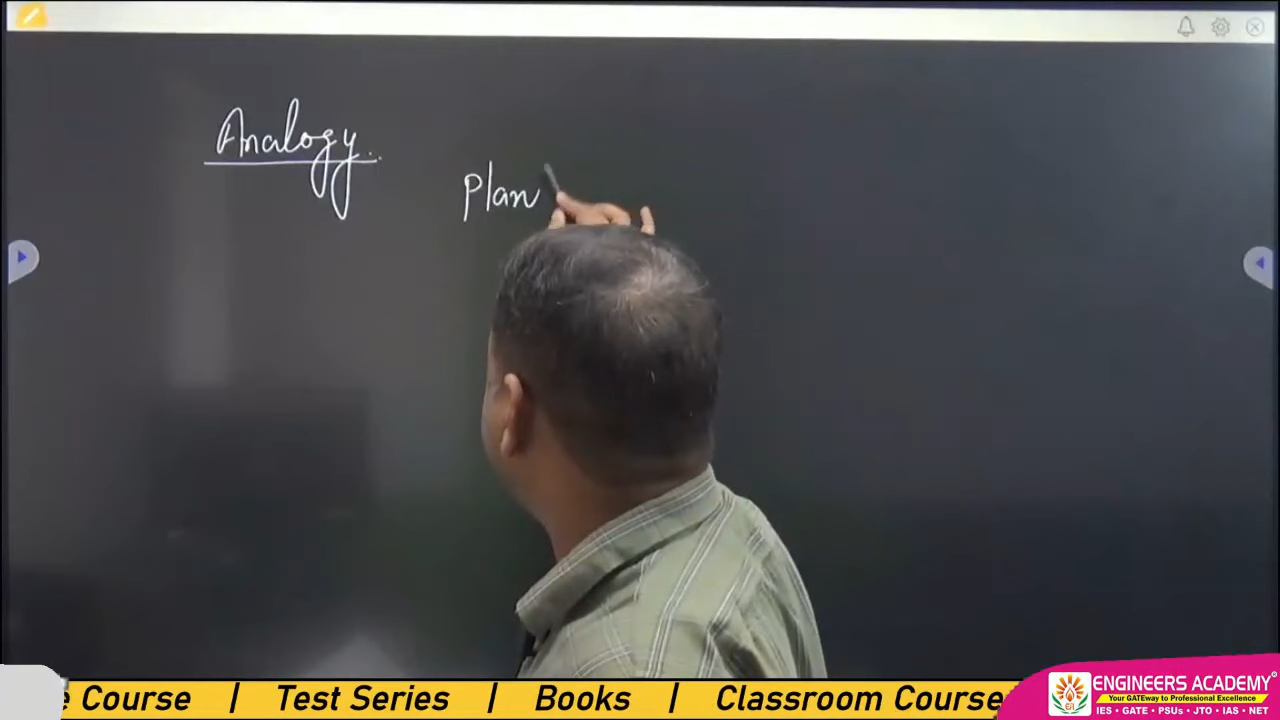 Analogy..
Plan
e Course | Test Series | Books | Classroom Course
ENGINEERS ACADEMY
Your GATEway to Professional Excellence
IES • GATE • PSUs • JTO • IAS • NET